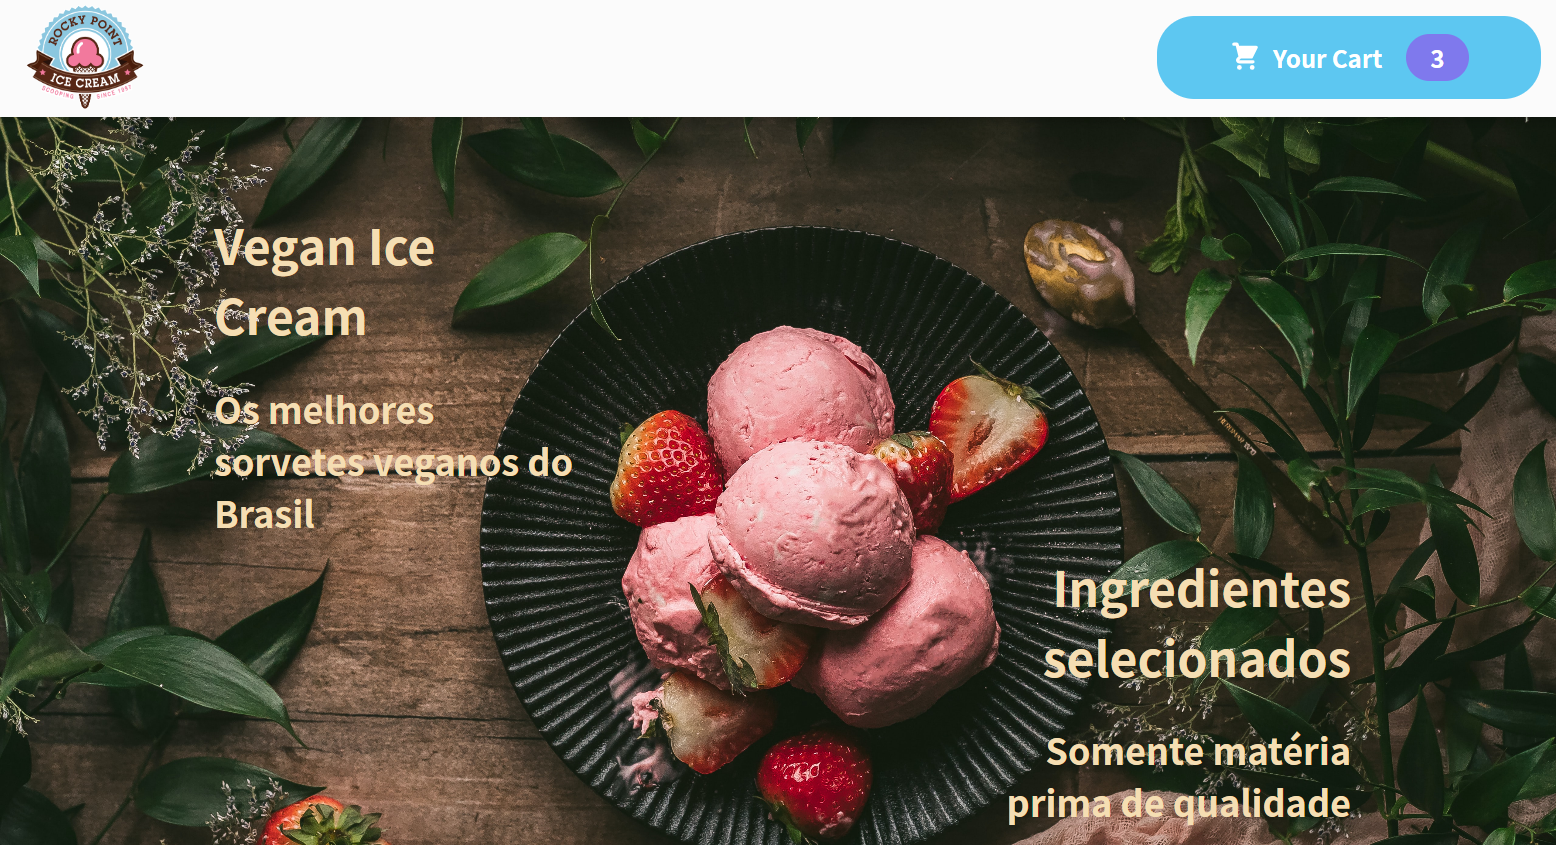 ROCKY POINT
ICE CREAM
SCOOPING SINCE 1987
Your Cart 3
Vegan Ice
Cream
Os melhores
sorvetes veganos do
Brasil
Ingredientes
selecionados
Somente matéria
prima de qualidade